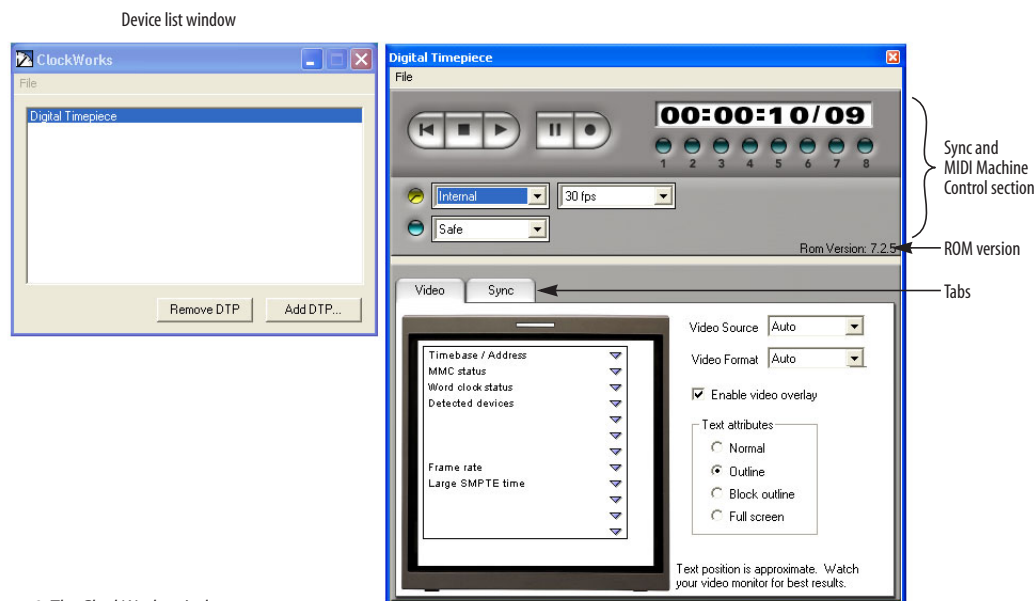 Device list window
ClockWorks
File
Digital Timepiece
Remove DTP
Add DTP...
Digital Timepiece
File
00:00:10/09
1 2 3 4 5 6 7 8
Internal
30 fps
Safe
Rom Version: 7.2.5
Sync and
MIDI Machine
Control section
ROM version
Tabs
Video
Sync
Timebase / Address
MMC status
Word clock status
Detected devices
Frame rate
Large SMPTE time
Video Source Auto
Video Format Auto
Enable video overlay
Text attributes
Normal
Outline
Block outline
Full screen
Text position is approximate. Watch
your video monitor for best results.